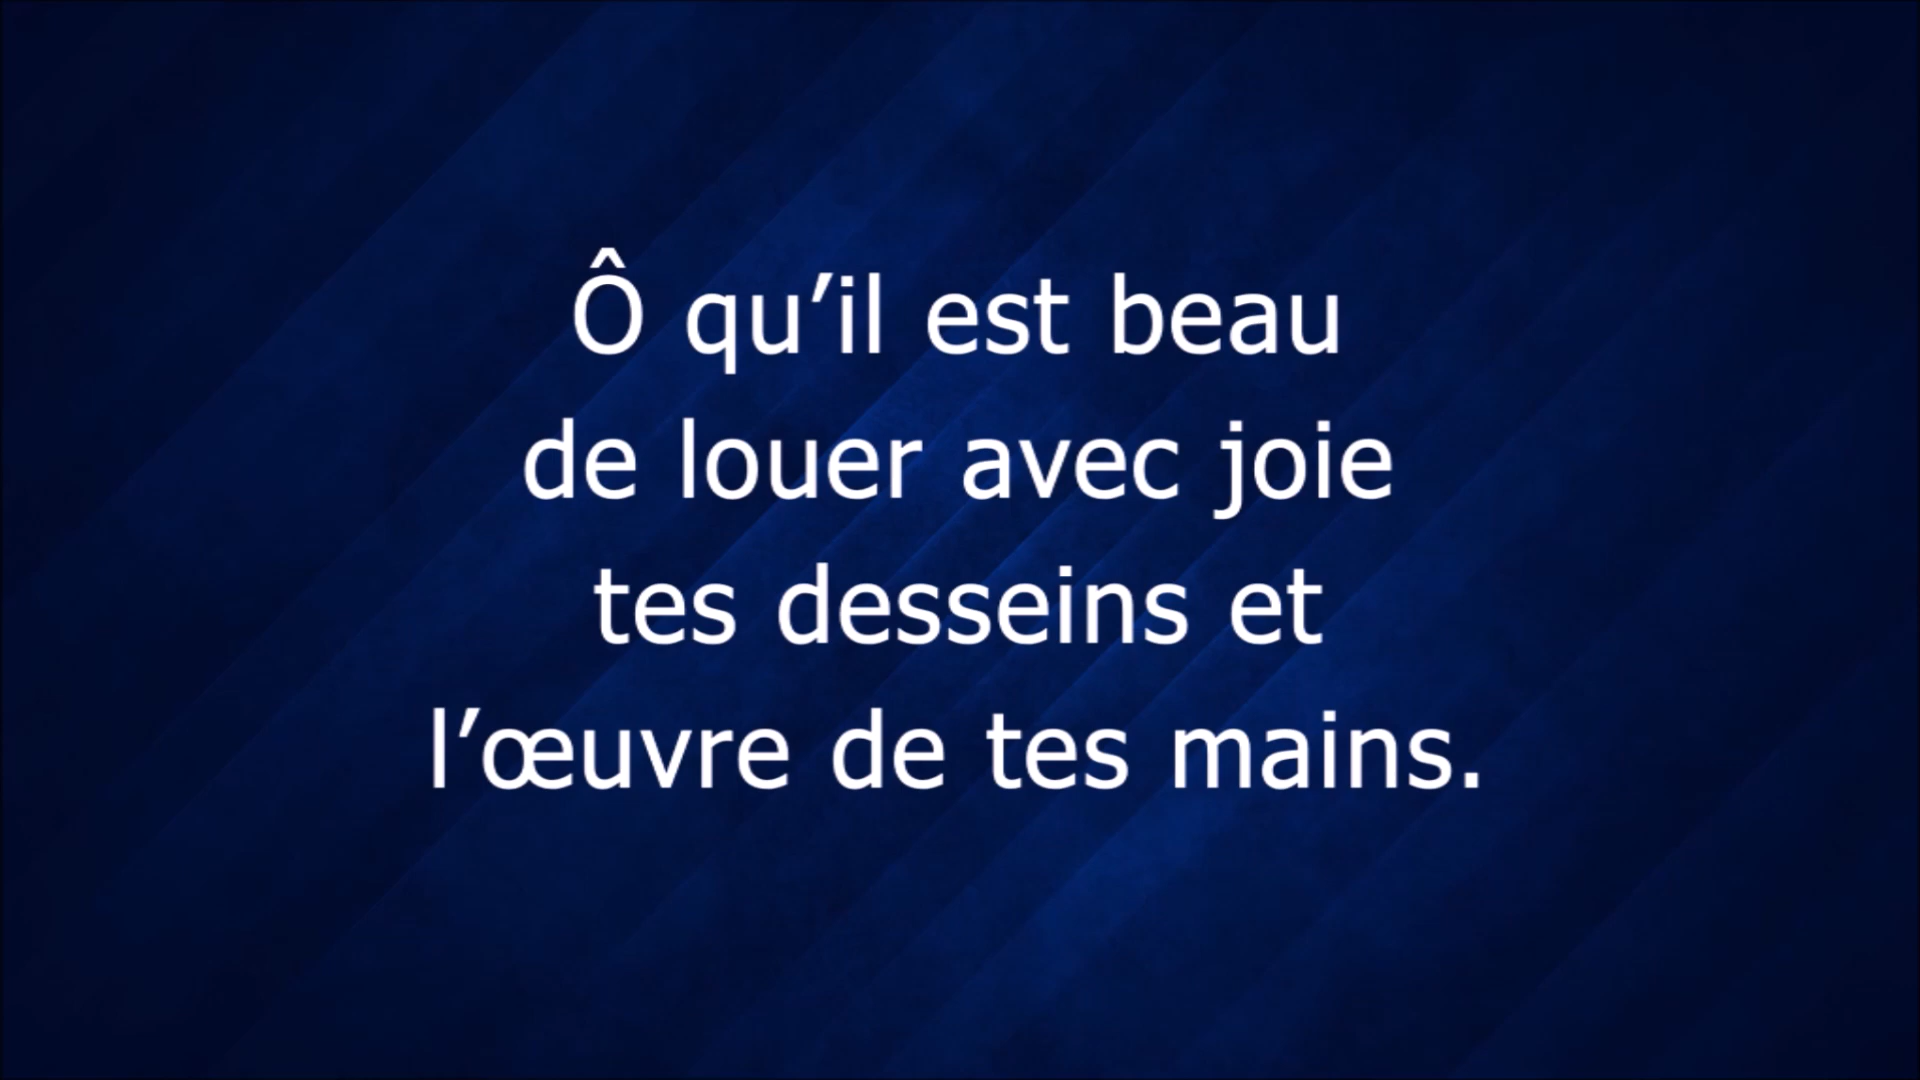 Ô qu’il est beau
de louer avec joie
tes desseins et
l’œuvre de tes mains.